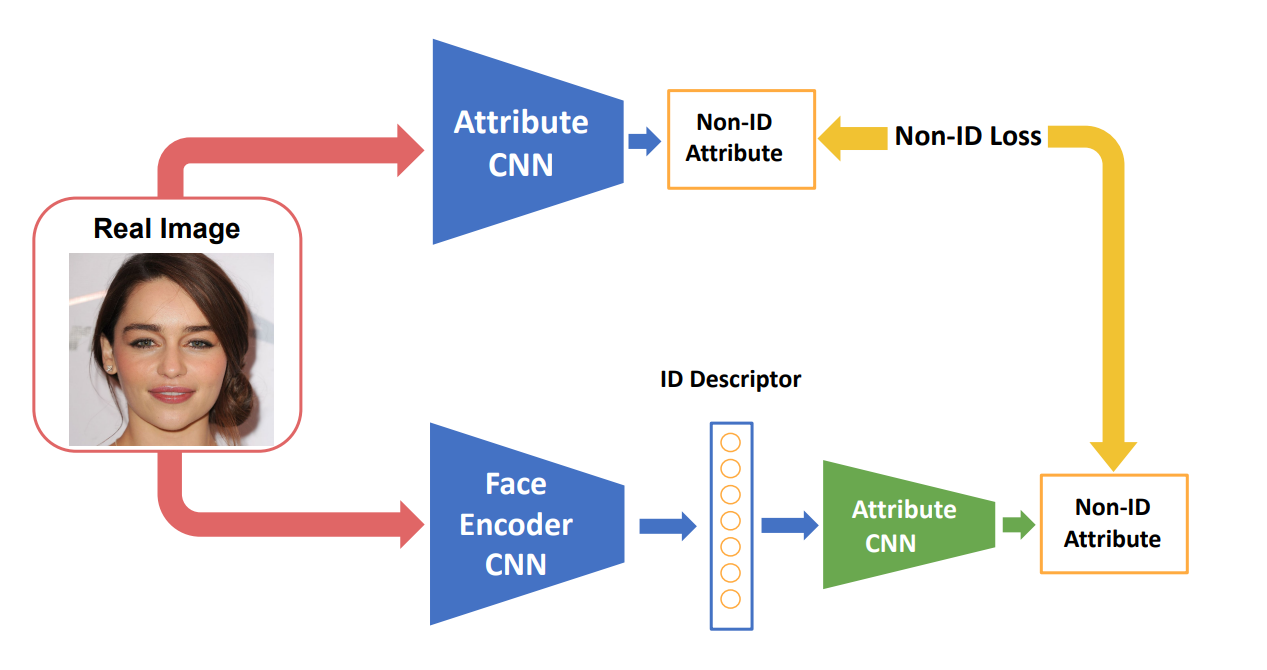 Attribute
CNN
Non-ID
Attribute
Non-ID Loss
Real Image
ID Descriptor
Face
Encoder
CNN
Attribute
CNN
Non-ID
Attribute